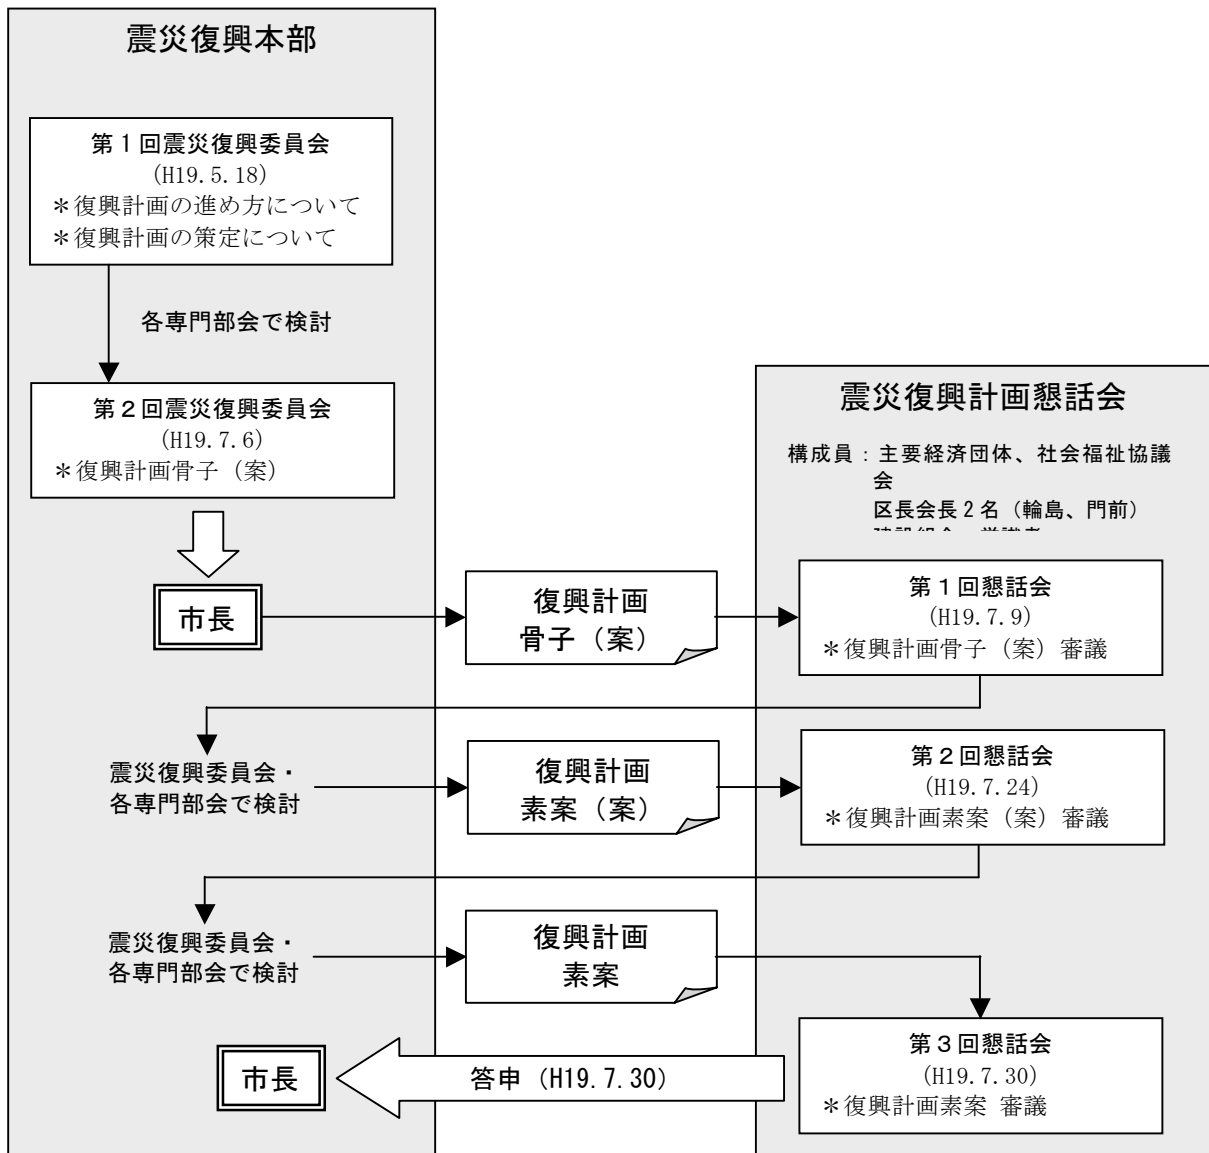 震災復興本部
第1回震災復興委員会
(H19.5.18)
＊復興計画の進め方について
＊復興計画の策定について
各専門部会で検討
第2回震災復興委員会
(H19.7.6)
＊復興計画骨子（案）
市長
復興計画
骨子（案）
震災復興計画懇話会
構成員：主要経済団体、社会福祉協議
会
区長会長2名（輪島、門前）
第1回懇話会
(H19.7.9)
＊復興計画骨子（案）審議
震災復興委員会・
各専門部会で検討
復興計画
素案（案）
第2回懇話会
(H19.7.24)
＊復興計画素案（案）審議
震災復興委員会・
各専門部会で検討
復興計画
素案
第3回懇話会
(H19.7.30)
＊復興計画素案 審議
答申（H19.7.30）
市長